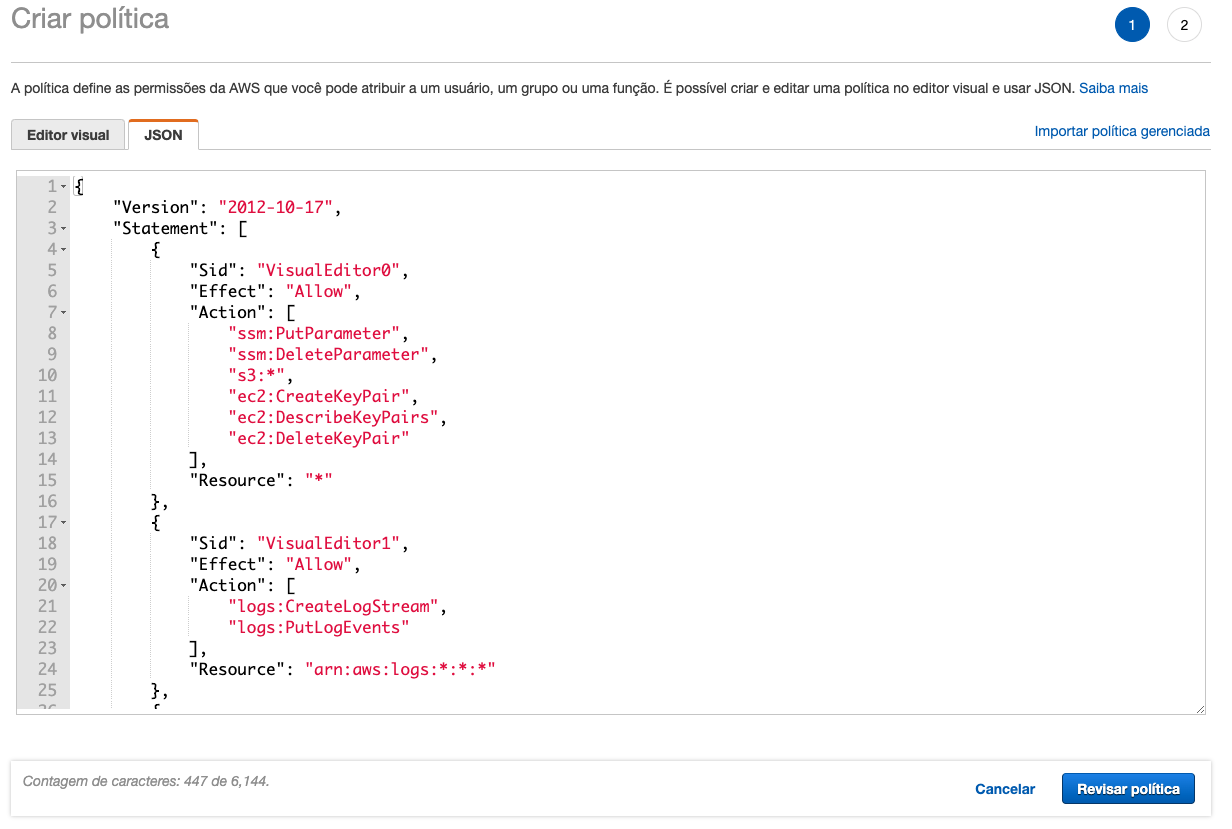 Criar política
1 2
A política define as permissões da AWS que você pode atribuir a um usuário, um grupo ou uma função. É possível criar e editar uma política no editor visual e usar JSON. Saiba mais
Editor visual JSON Importar política gerenciada
1 {
2 "Version": "2012-10-17",
3 "Statement": [
4 {
5 "Sid": "VisualEditor0",
6 "Effect": "Allow",
7 "Action": [
8 "ssm:PutParameter",
9 "ssm:DeleteParameter",
10 "s3:*",
11 "ec2:CreateKeyPair",
12 "ec2:DescribeKeyPairs",
13 "ec2:DeleteKeyPair"
14 ],
15 "Resource": "*"
16 },
17 {
18 "Sid": "VisualEditor1",
19 "Effect": "Allow",
20 "Action": [
21 "logs:CreateLogStream",
22 "logs:PutLogEvents"
23 ],
24 "Resource": "arn:aws:logs:*:*:*"
25 },
26 {
Contagem de caracteres: 447 de 6,144.
Cancelar Revisar política